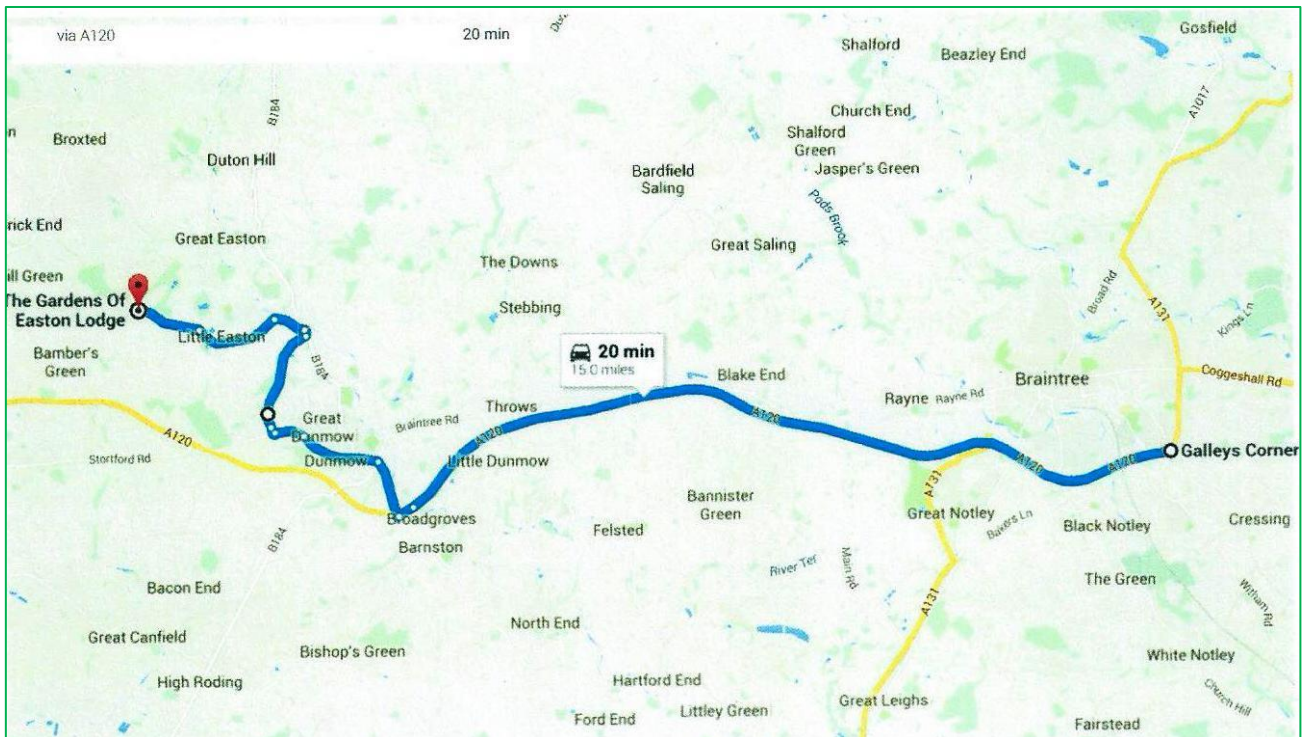 via A120
20 min
Gosfield
Shalford
Beazley End
A1017
B184
Church End
Broxted
Shalford
Green
Duton Hill
Jasper's Green
Bardfield
Saling
Pods Brook
rick End
Great Easton
Great Saling
ill Green
The Downs
Broad Rd
The Gardens Of
Easton Lodge
Stebbing
A131
Kings Ln
Little Easton
B184
20 min
15.0 miles
Bamber's
Green
Blake End
Coggeshall Rd
Braintree
Rayne
Rayne Rd
Throws
A120
Great
Dunmow
Braintree Rd
A120
A120
Galleys Corner
Stortford Rd
Dunmow
Little Dunmow
A120
A120
A131
Bannister
Green
Great Notley
Broadgroves
Felsted
Bakers Ln
Black Notley
Cressing
B184
Barnston
River Ter
Main Rd
The Green
Bacon End
A131
Witham Rd
North End
Great Canfield
Bishop's Green
White Notley
High Roding
Hartford End
Church Hill
Great Leighs
Littley Green
Ford End
Fairstead